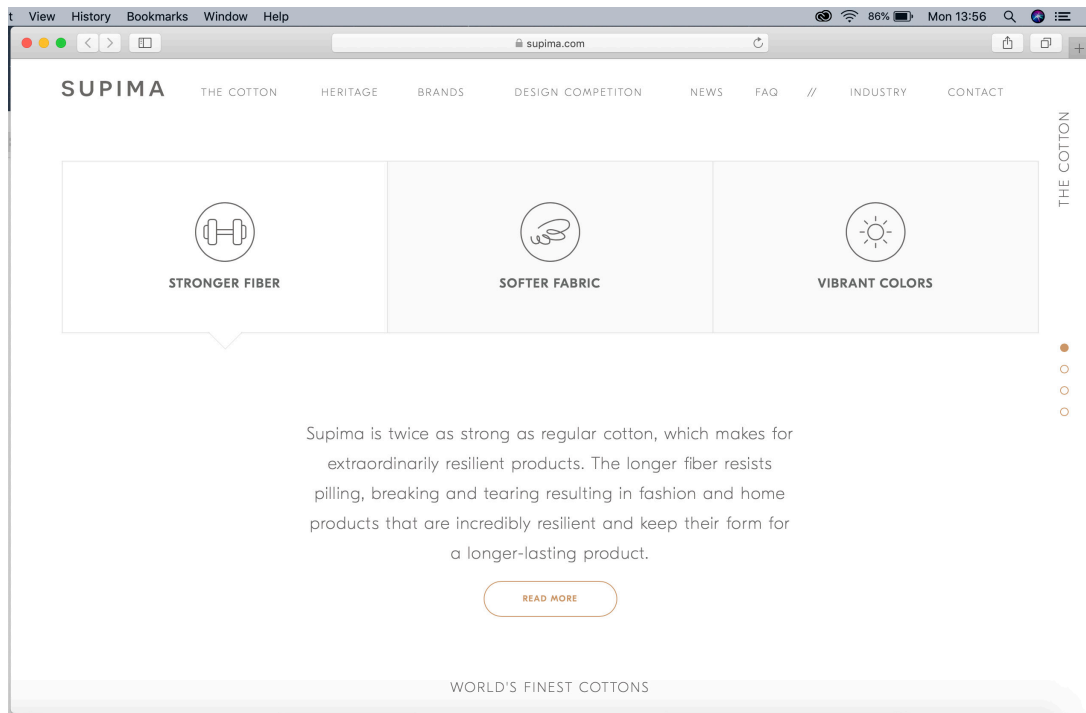 t View History Bookmarks Window Help 86% Mon 13:56
supima.com
SUPIMA THE COTTON HERITAGE BRANDS DESIGN COMPETITON NEWS FAQ // INDUSTRY CONTACT
THE COTTON
STRONGER FIBER SOFTER FABRIC VIBRANT COLORS
Supima is twice as strong as regular cotton, which makes for
extraordinarily resilient products. The longer fiber resists
pilling, breaking and tearing resulting in fashion and home
products that are incredibly resilient and keep their form for
a longer-lasting product.
READ MORE
WORLD'S FINEST COTTONS